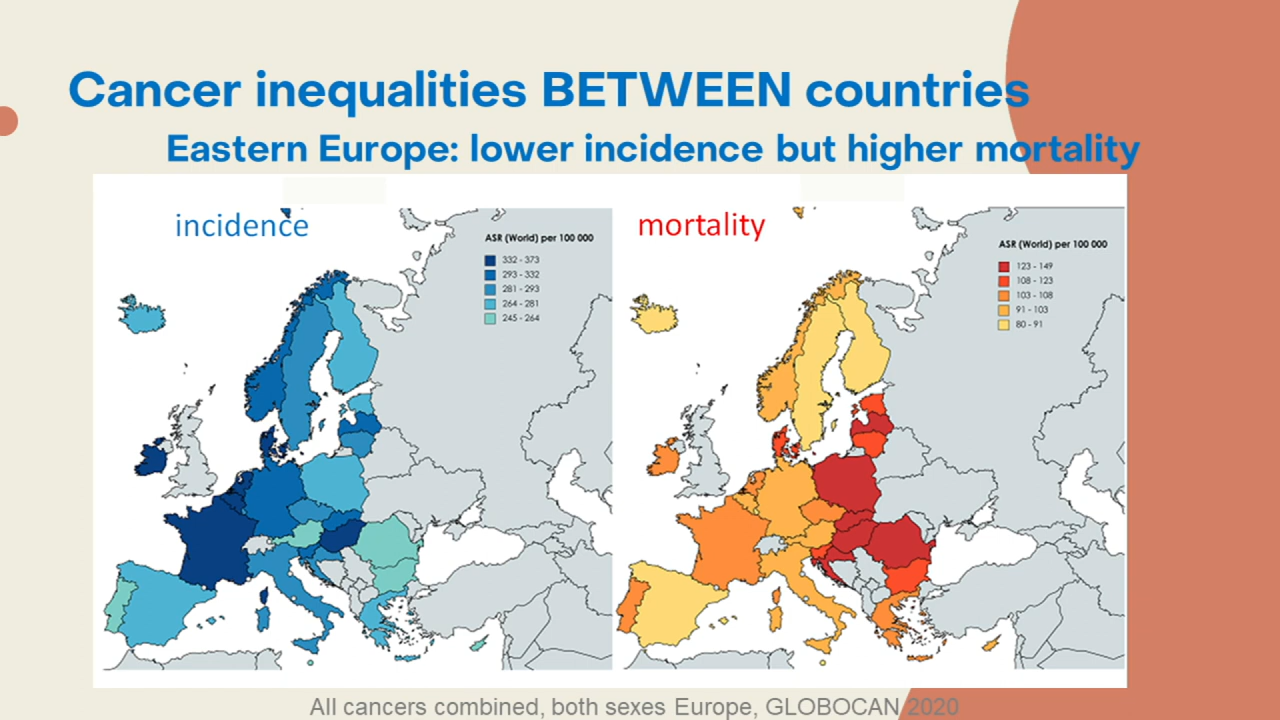 Cancer inequalities BETWEEN countries
Eastern Europe: lower incidence but higher mortality
incidence
ASR (World) per 100 000
332 - 373
293 - 332
281 - 293
264 - 281
245 - 264
mortality
ASR (World) per 100 000
123 - 149
108 - 123
103 - 108
91 - 103
80 - 91
All cancers combined, both sexes Europe, GLOBOCAN 2020